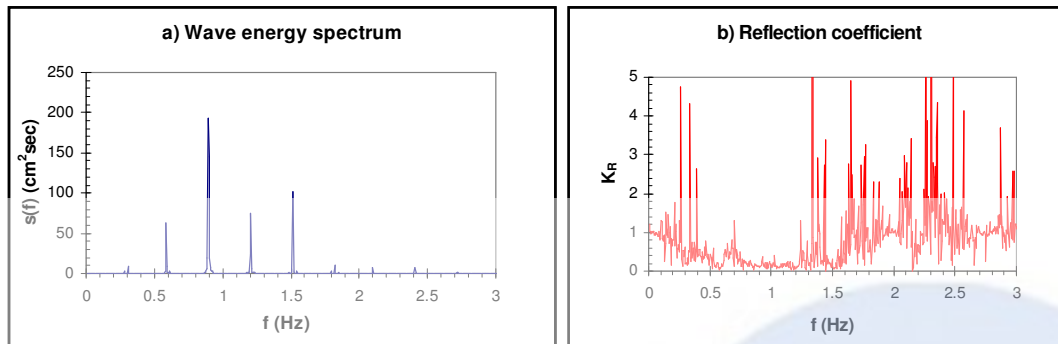 a) Wave energy spectrum
s(f) (cm²sec)
250
200
150
100
50
0
0 0.5 1 1.5 2 2.5 3
f (Hz)
b) Reflection coefficient
K_R
5
4
3
2
1
0
0 0.5 1 1.5 2 2.5 3
f (Hz)